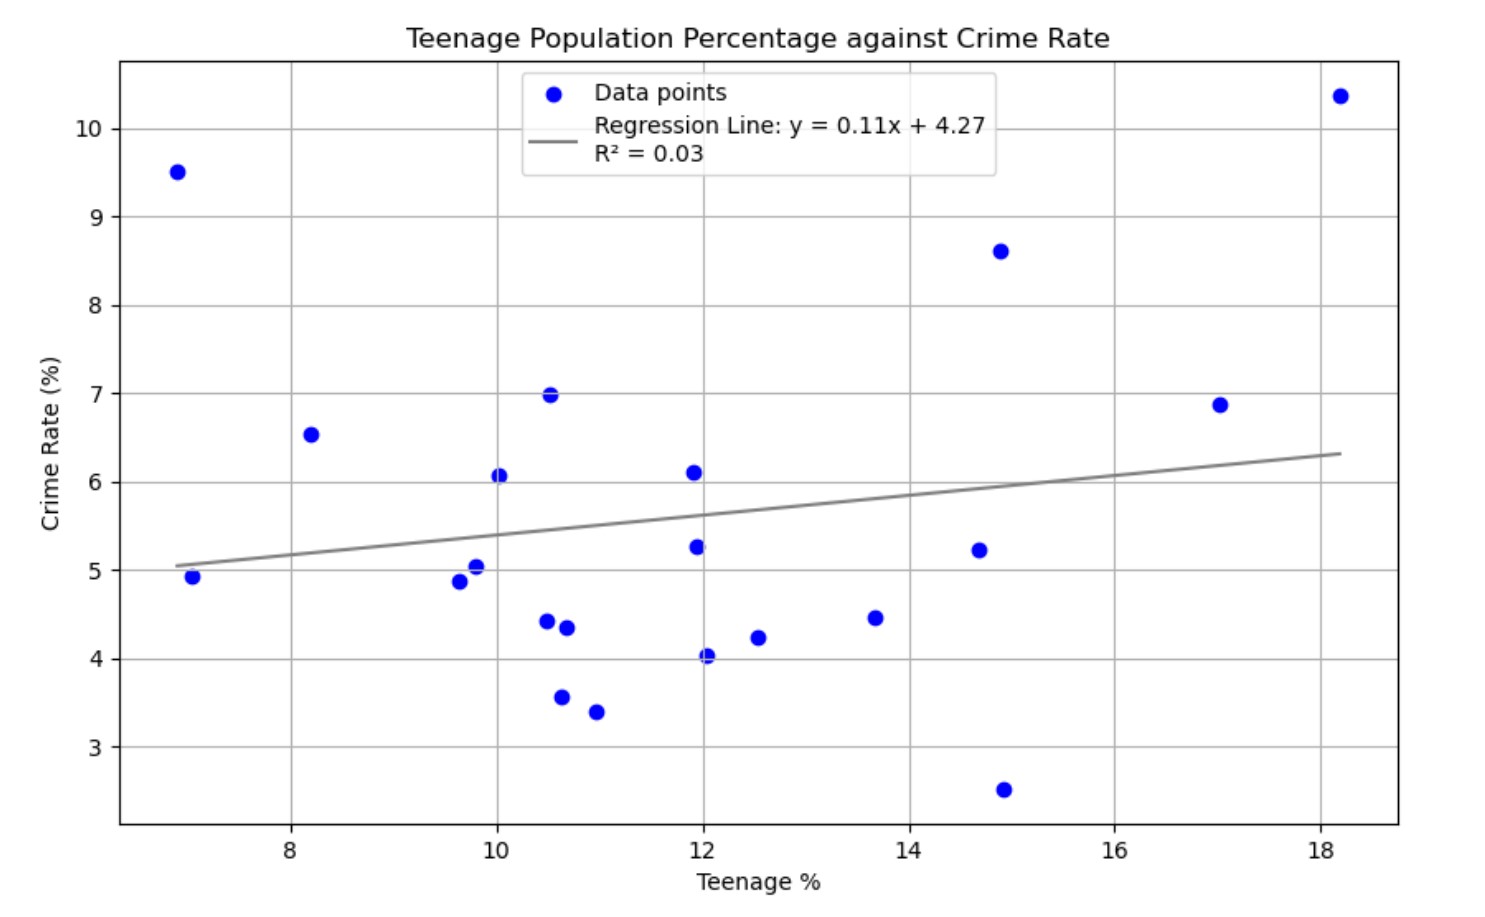 Teenage Population Percentage against Crime Rate
Data points
Regression Line: y = 0.11x + 4.27
R² = 0.03
10
9
8
7
6
5
4
3
Crime Rate (%)
8
10
12
14
16
18
Teenage %